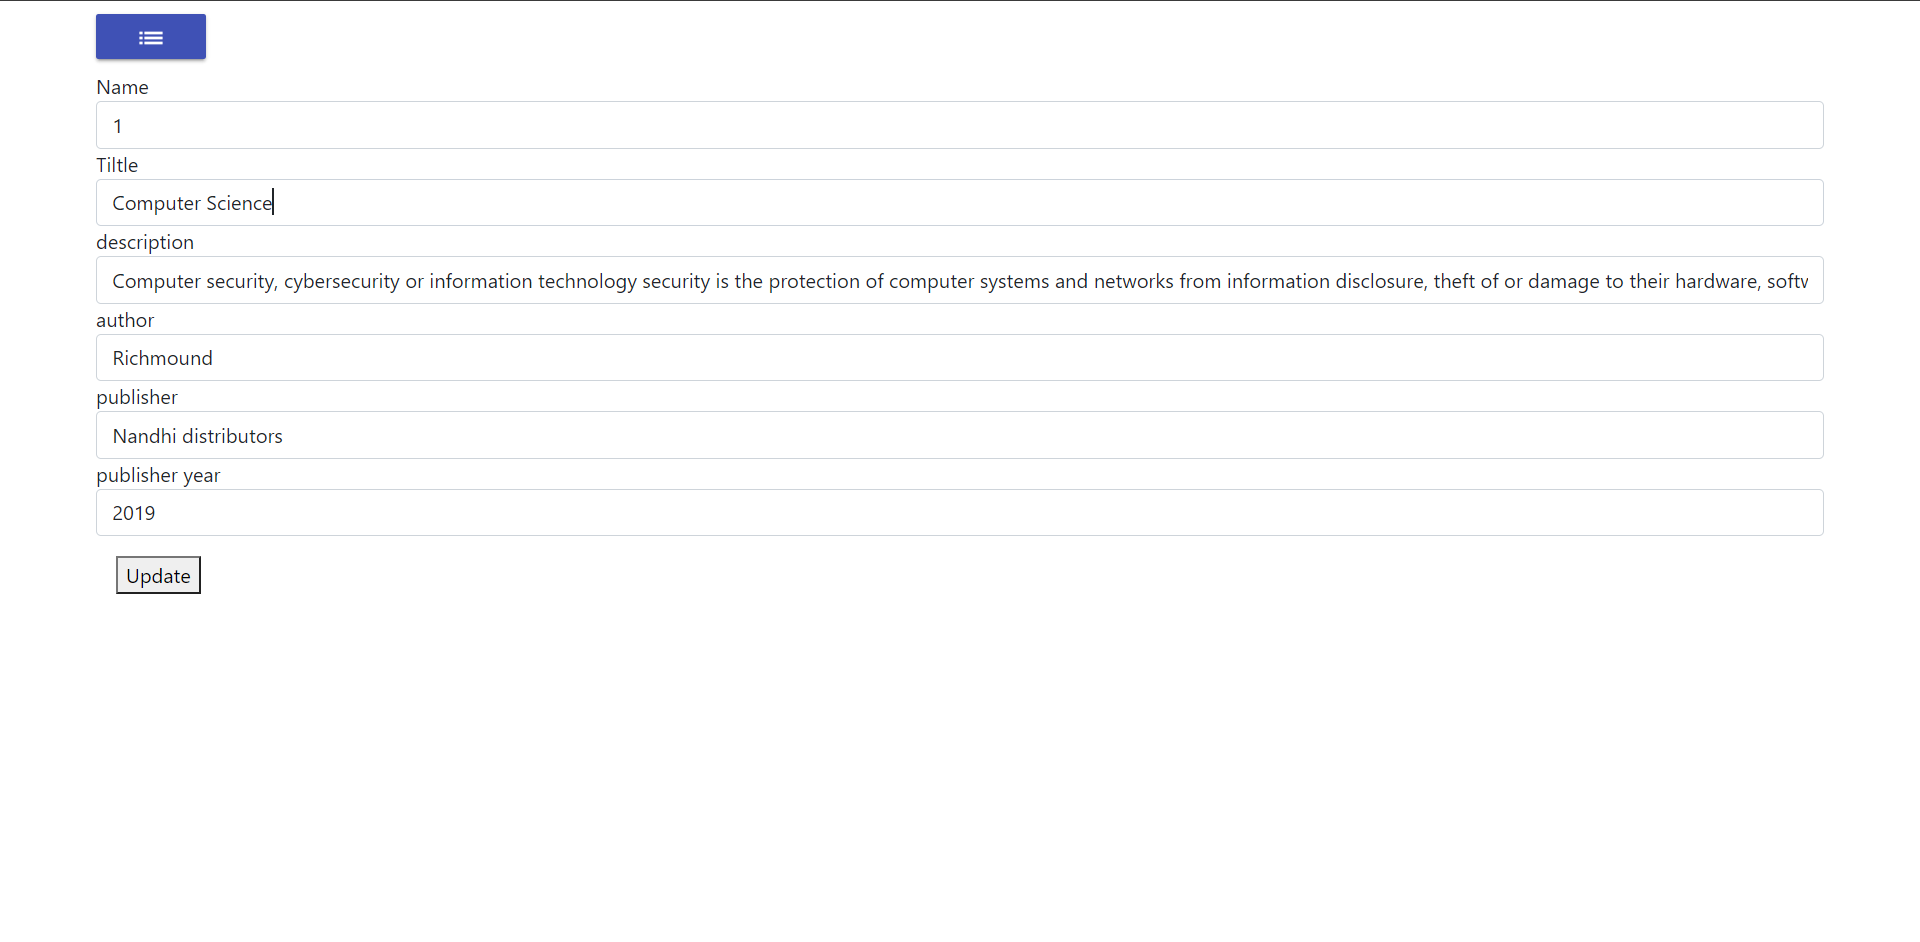 Name
1
Tiltle
Computer Science
description
Computer security, cybersecurity or information technology security is the protection of computer systems and networks from information disclosure, theft of or damage to their hardware,
author
Richmound
publisher
Nandhi distributors
publisher year
2019
Update